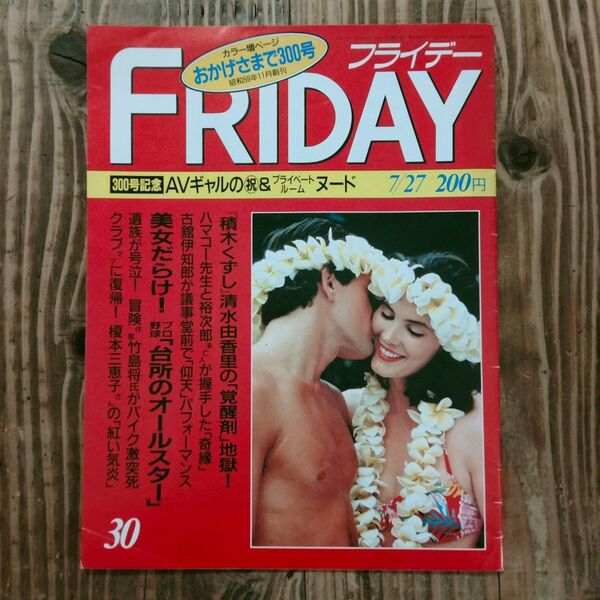 カラー増ページ
おかげさまで300号
昭和59年11月創刊
フライデー
FRIDAY
300号記念 AVギャルの㊗&プライベートルーム ヌード 7/27 200円
積木くずし』清水由香里の「覚醒剤」地獄!
ハマコー先生と裕次郎未亡人が握手した「奇縁」
古舘伊知郎が議事堂前で「仰天」パフォーマンス
美女だらけ! プロ野球「台所のオールスター」
遺族が号泣! 冒険作家竹島将氏がバイク激突死
クラブママに復帰! 榎本三恵子さんの「紅い気炎」
30